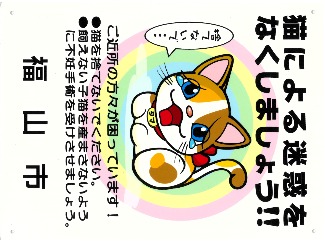 猫による迷惑を
なくしましょう!!
捨てないで
ご近所の方々が困っています!
●猫を捨てないでください。
●飼えない子猫を産まさないよう
に不妊手術を受けさせましょう。
福山市